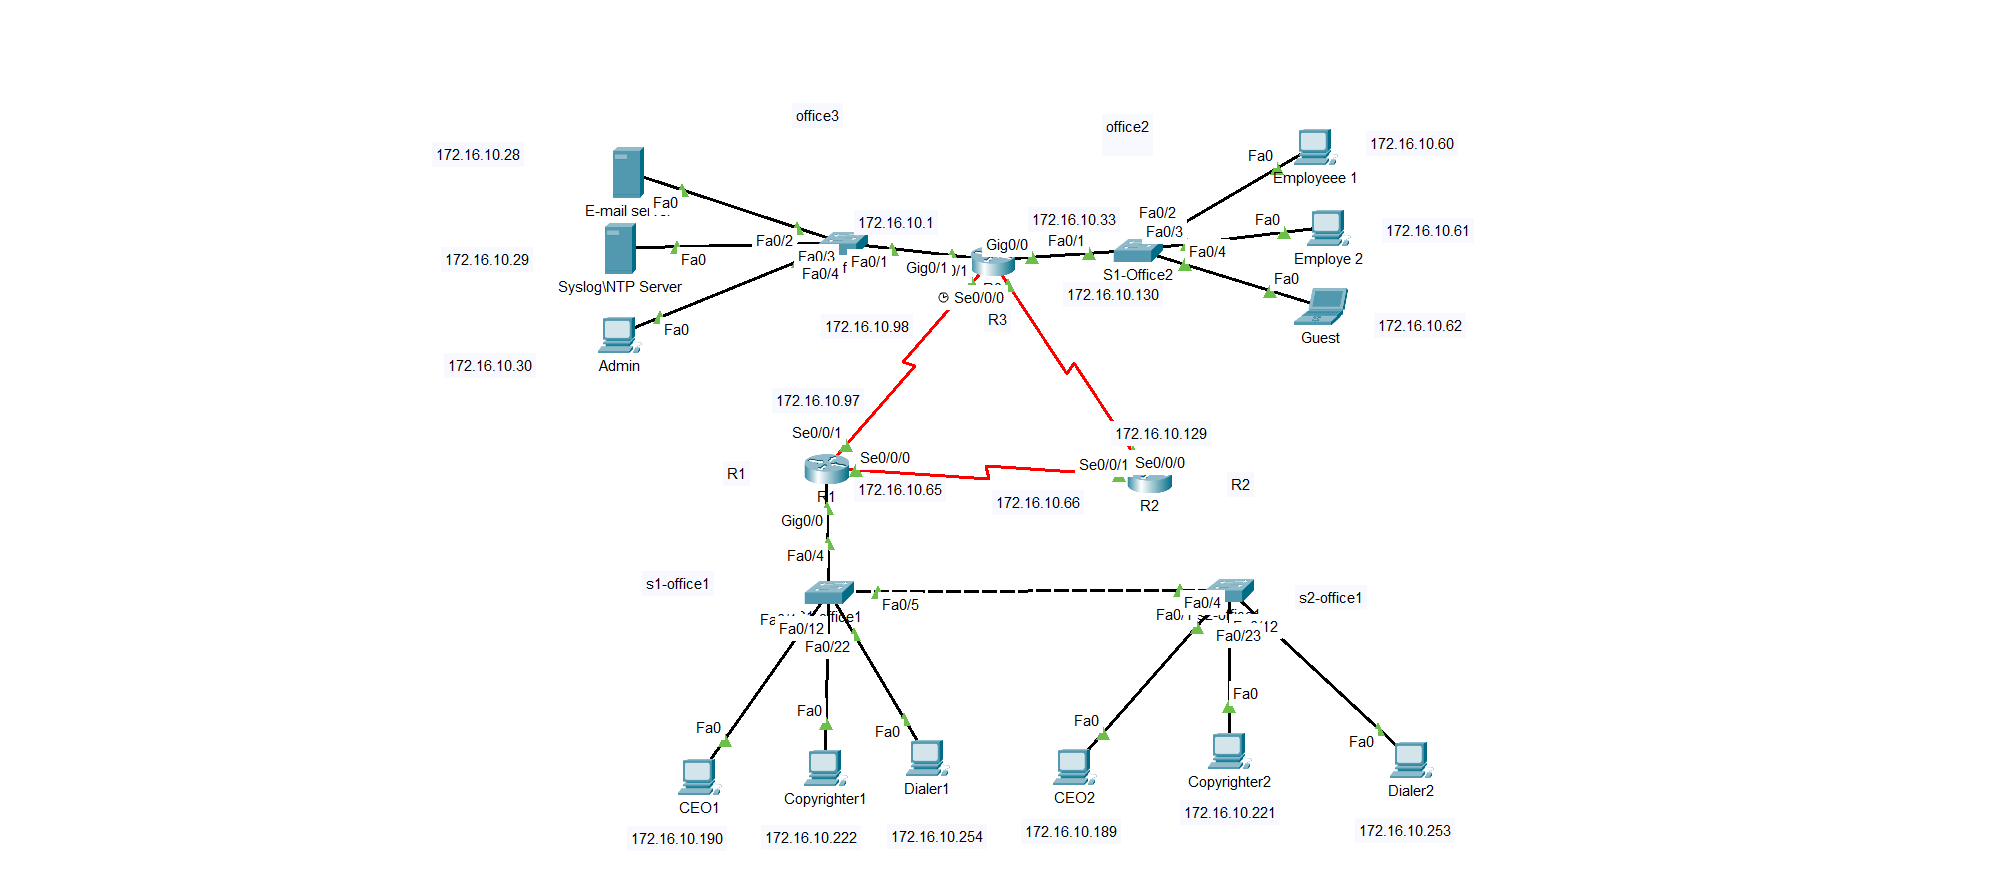 office3
office2
172.16.10.28
172.16.10.60
Fa0
Employeee 1
Fa0
E-mail
172.16.10.1
172.16.10.33
Fa0/2
Fa0
172.16.10.61
Fa0/3
Fa0/2
Gig0/0
Fa0/1
Fa0/4
172.16.10.29
Fa0
Fa0/3
Fa0/1
Gig0/1
Employe 2
Fa0/4
S1-Office2
Fa0
Syslog\NTP Server
172.16.10.130
Se0/0/0
R3
172.16.10.98
172.16.10.62
Fa0
Guest
172.16.10.30
Admin
172.16.10.97
Se0/0/1
172.16.10.129
Se0/0/0
Se0/0/1
Se0/0/0
R1
172.16.10.65
172.16.10.66
R2
R1
R2
Gig0/0
Fa0/4
s1-office1
s2-office1
Fa0/5
Fa0/4
Fa0/12
Fa0/22
Fa0/23
Fa0
Fa0
Fa0
Fa0
Fa0
Fa0
CEO1
Copyrighter1
Dialer1
CEO2
Copyrighter2
Dialer2
172.16.10.190
172.16.10.222
172.16.10.254
172.16.10.189
172.16.10.221
172.16.10.253